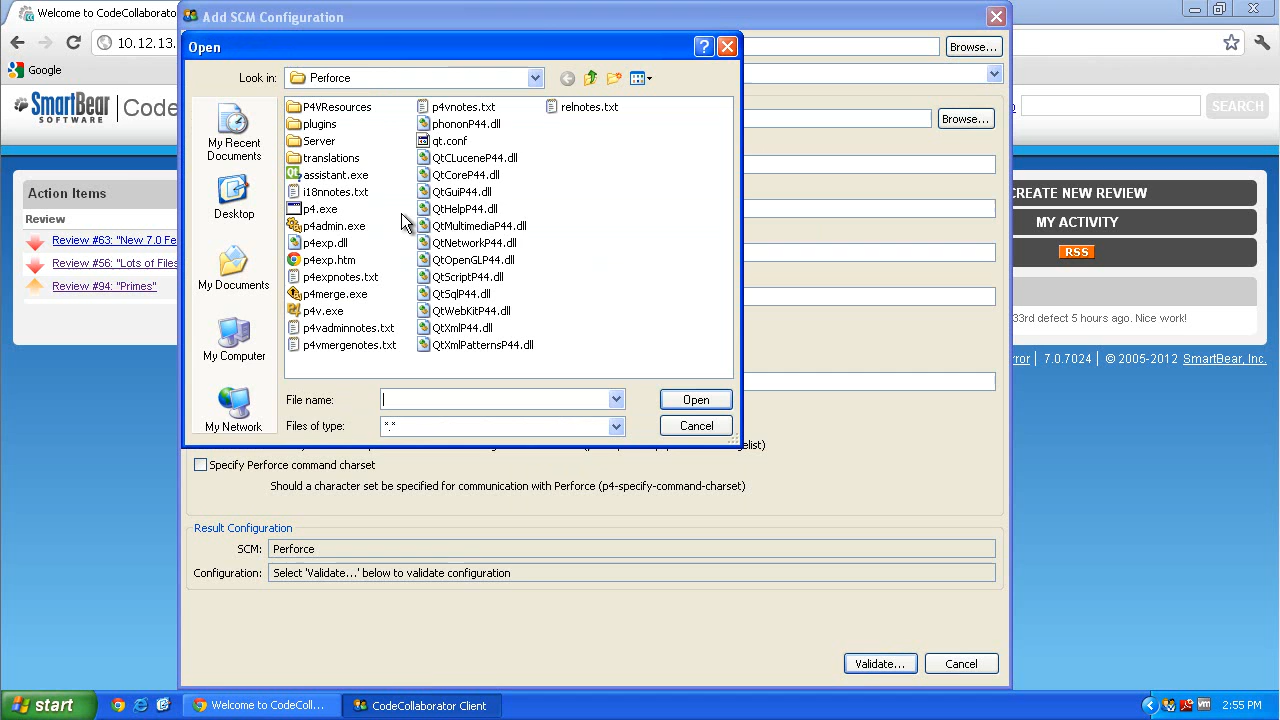 Welcome to CodeCollaborator
Add SCM Configuration
10.12.13.
Google
SMARTBEAR
SOFTWARE
Code
SEARCH
Open
Look in:
Perforce
Browse...
Browse...
My Recent
Documents
Desktop
My Documents
My Computer
My Network
P4VResources
plugins
Server
translations
assistant.exe
i18nnotes.txt
p4.exe
p4admin.exe
p4exp.dll
p4exp.htm
p4expnotes.txt
p4merge.exe
p4v.exe
p4vadminnotes.txt
p4vmergenotes.txt
p4vnotes.txt
phononP44.dll
qt.conf
QtCLuceneP44.dll
QtCoreP44.dll
QtGuiP44.dll
QtHelpP44.dll
QtMultimediaP44.dll
QtNetworkP44.dll
QtOpenGLP44.dll
QtScriptP44.dll
QtSqlP44.dll
QtWebKitP44.dll
QtXmlP44.dll
QtXmlPatternsP44.dll
relnotes.txt
File name:
Open
Files of type:
*.*
Cancel
Action Items
Review
Review #63: "New 7.0 Fe
Review #56: "Lots of Files
Review #94: "Primes"
CREATE NEW REVIEW
MY ACTIVITY
RSS
33rd defect 5 hours ago. Nice work!
rror | 7.0.7024 | © 2005-2012 SmartBear, Inc.
gelist)
Specify Perforce command charset
Should a character set be specified for communication with Perforce (p4-specify-command-charset)
Result Configuration
SCM:
Perforce
Configuration:
Select 'Validate...' below to validate configuration
Validate...
Cancel
start
Welcome to CodeColl...
CodeCollaborator Client
2:55 PM